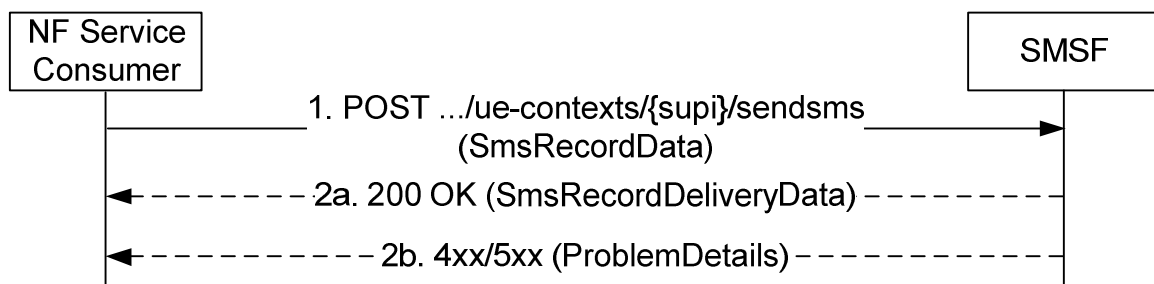 NF Service
Consumer
SMSF
1. POST .../ue-contexts/{supi}/sendsms
(SmsRecordData)
2a. 200 OK (SmsRecordDeliveryData)
2b. 4xx/5xx (ProblemDetails)